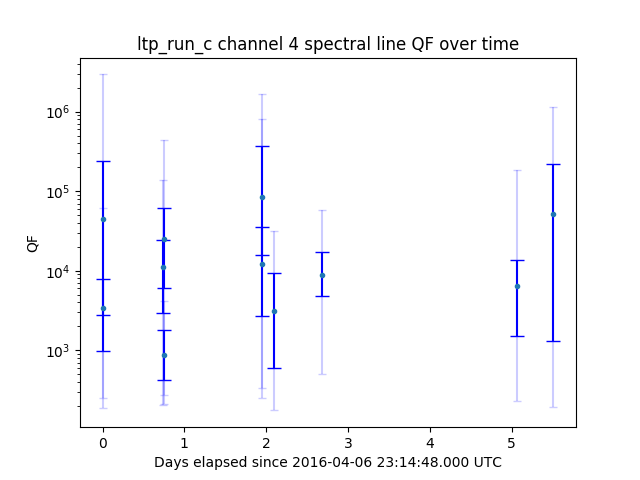 ltp_run_c channel 4 spectral line QF over time
QF
10^6
10^5
10^4
10^3
0 1 2 3 4 5
Days elapsed since 2016-04-06 23:14:48.000 UTC